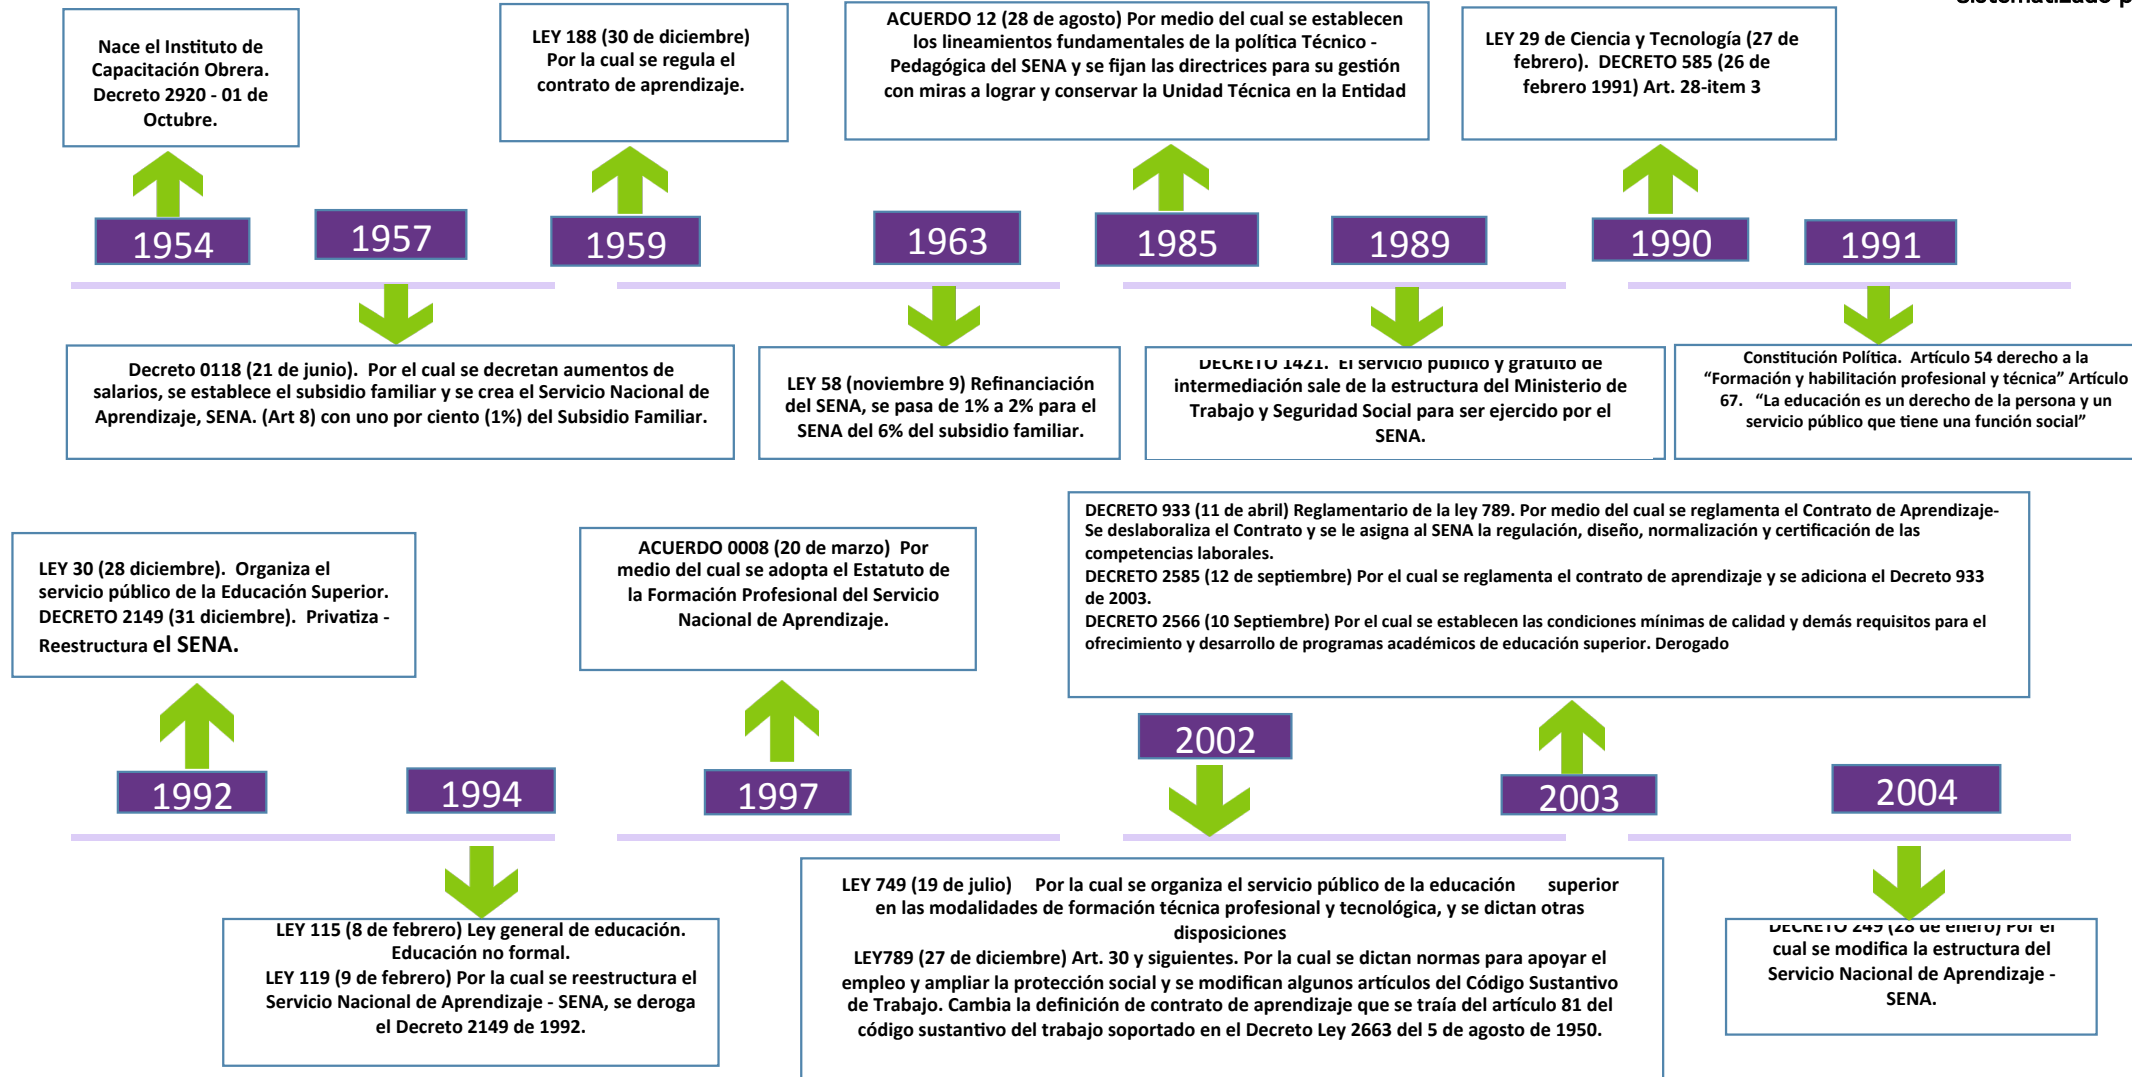 sistematizado p
Nace el Instituto de
Capacitación Obrera.
Decreto 2920 - 01 de
Octubre.
LEY 188 (30 de diciembre)
Por la cual se regula el
contrato de aprendizaje.
ACUERDO 12 (28 de agosto) Por medio del cual se establecen
los lineamientos fundamentales de la política Técnico -
Pedagógica del SENA y se fijan las directrices para su gestión
con miras a lograr y conservar la Unidad Técnica en la Entidad
LEY 29 de Ciencia y Tecnología (27 de
febrero). DECRETO 585 (26 de
febrero 1991) Art. 28-item 3
1954
1957
1959
1963
1985
1989
1990
1991
Decreto 0118 (21 de junio). Por el cual se decretan aumentos de
salarios, se establece el subsidio familiar y se crea el Servicio Nacional de
Aprendizaje, SENA. (Art 8) con uno por ciento (1%) del Subsidio Familiar.
LEY 58 (noviembre 9) Refinanciación
del SENA, se pasa de 1% a 2% para el
SENA del 6% del subsidio familiar.
DECRETO 1421. El servicio público y gratuito de
intermediación sale de la estructura del Ministerio de
Trabajo y Seguridad Social para ser ejercido por el
SENA.
Constitución Política. Artículo 54 derecho a la
“Formación y habilitación profesional y técnica” Artículo
67. “La educación es un derecho de la persona y un
servicio público que tiene una función social”
LEY 30 (28 diciembre). Organiza el
servicio público de la Educación Superior.
DECRETO 2149 (31 diciembre). Privatiza -
Reestructura el SENA.
ACUERDO 0008 (20 de marzo) Por
medio del cual se adopta el Estatuto de
la Formación Profesional del Servicio
Nacional de Aprendizaje.
DECRETO 933 (11 de abril) Reglamentario de la ley 789. Por medio del cual se reglamenta el Contrato de Aprendizaje-
Se deslaboraliza el Contrato y se le asigna al SENA la regulación, diseño, normalización y certificación de las
competencias laborales.
DECRETO 2585 (12 de septiembre) Por el cual se reglamenta el contrato de aprendizaje y se adiciona el Decreto 933
de 2003.
DECRETO 2566 (10 Septiembre) Por el cual se establecen las condiciones mínimas de calidad y demás requisitos para el
ofrecimiento y desarrollo de programas académicos de educación superior. Derogado
1992
1994
1997
2002
2003
2004
LEY 115 (8 de febrero) Ley general de educación.
Educación no formal.
LEY 119 (9 de febrero) Por la cual se reestructura el
Servicio Nacional de Aprendizaje - SENA, se deroga
el Decreto 2149 de 1992.
LEY 749 (19 de julio) Por la cual se organiza el servicio público de la educación superior
en las modalidades de formación técnica profesional y tecnológica, y se dictan otras
disposiciones
LEY789 (27 de diciembre) Art. 30 y siguientes. Por la cual se dictan normas para apoyar el
empleo y ampliar la protección social y se modifican algunos artículos del Código Sustantivo
de Trabajo. Cambia la definición de contrato de aprendizaje que se traía del artículo 81 del
código sustantivo del trabajo soportado en el Decreto Ley 2663 del 5 de agosto de 1950.
DECRETO 249 (28 de enero) Por el
cual se modifica la estructura del
Servicio Nacional de Aprendizaje -
SENA.